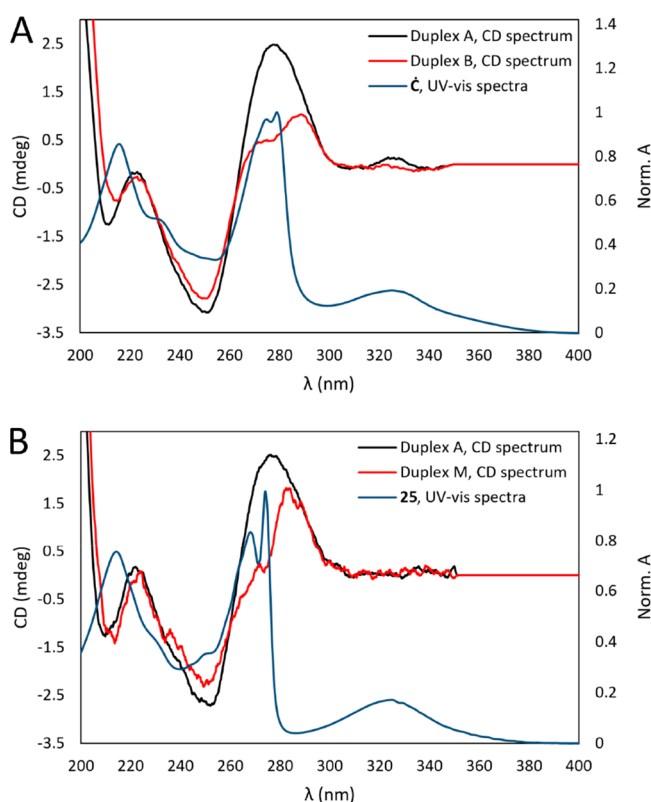 A
Duplex A, CD spectrum
Duplex B, CD spectrum
Ċ, UV-vis spectra
CD (mdeg)
2.5
1.5
0.5
-0.5
-1.5
-2.5
-3.5
1.4
1.2
1
0.8
0.6
0.4
0.2
0
Norm. A
200 220 240 260 280 300 320 340 360 380 400
λ (nm)
B
Duplex A, CD spectrum
Duplex M, CD spectrum
25, UV-vis spectra
CD (mdeg)
2.5
1.5
0.5
-0.5
-1.5
-2.5
-3.5
1.2
1
0.8
0.6
0.4
0.2
0
Norm. A
200 220 240 260 280 300 320 340 360 380 400
λ (nm)